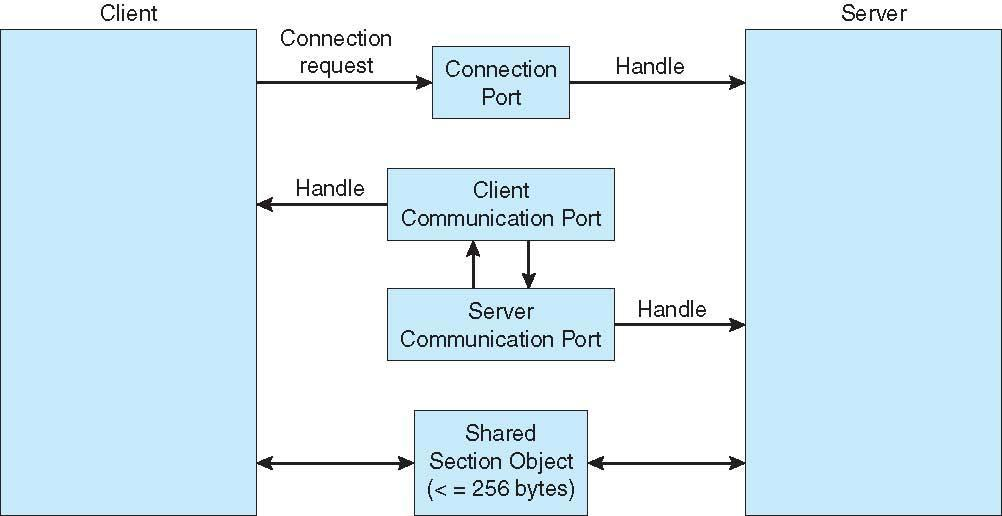 Client
Server
Connection
request
Connection
Port
Handle
Handle
Client
Communication Port
Server
Communication Port
Handle
Shared
Section Object
(< = 256 bytes)